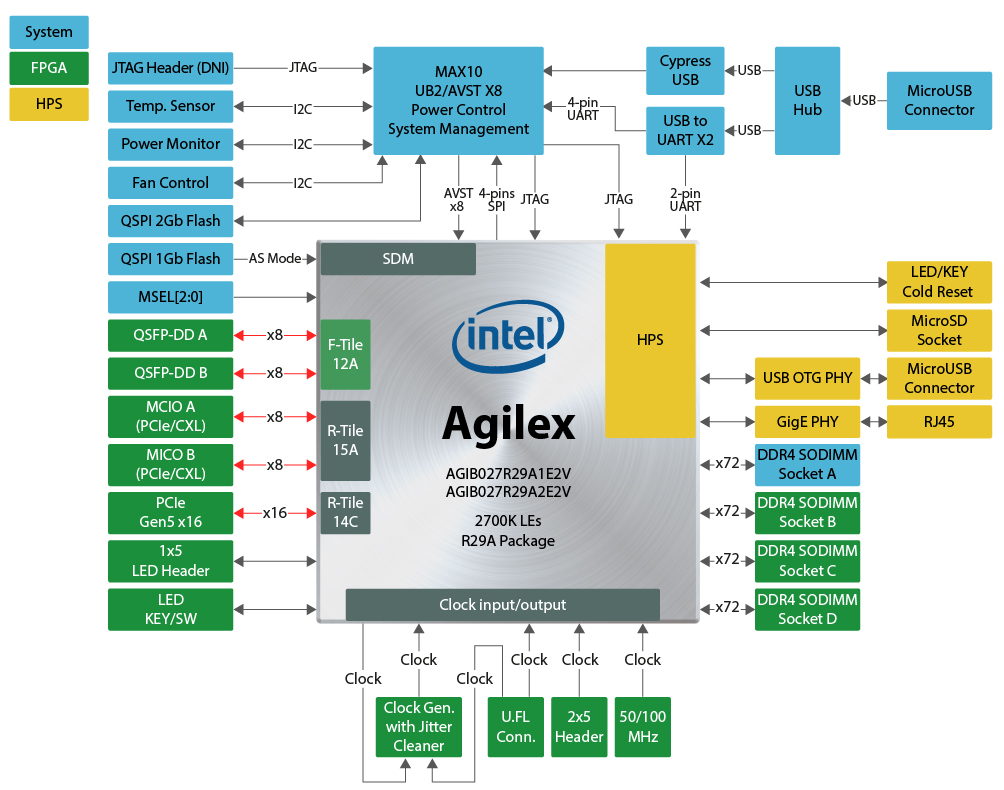 System
FPGA
HPS
JTAG Header (DNI)
JTAG
Temp. Sensor
I2C
Power Monitor
I2C
Fan Control
I2C
QSPI 2Gb Flash
QSPI 1Gb Flash
AS Mode
MSEL[2:0]
QSFP-DD A
x8
QSFP-DD B
x8
MCIO A
(PCIe/CXL)
x8
MICO B
(PCIe/CXL)
x8
PCIe
Gen5 x16
x16
1x5
LED Header
LED
KEY/SW
MAX10
UB2/AVST X8
Power Control
System Management
Cypress
USB
USB
USB to
UART X2
USB
4-pin
UART
USB
Hub
USB
MicroUSB
Connector
AVST
x8
4-pins
SPI
JTAG
JTAG
2-pin
UART
SDM
F-Tile
12A
R-Tile
15A
R-Tile
14C
intel
Agilex
AGIB027R29A1E2V
AGIB027R29A2E2V
2700K LEs
R29A Package
HPS
Clock input/output
LED/KEY
Cold Reset
MicroSD
Socket
USB OTG PHY
MicroUSB
Connector
GigE PHY
RJ45
x72
DDR4 SODIMM
Socket A
x72
DDR4 SODIMM
Socket B
x72
DDR4 SODIMM
Socket C
x72
DDR4 SODIMM
Socket D
Clock
Clock
Clock
Clock
Clock
Clock
Clock Gen.
with Jitter
Cleaner
U.FL
Conn.
2x5
Header
50/100
MHz